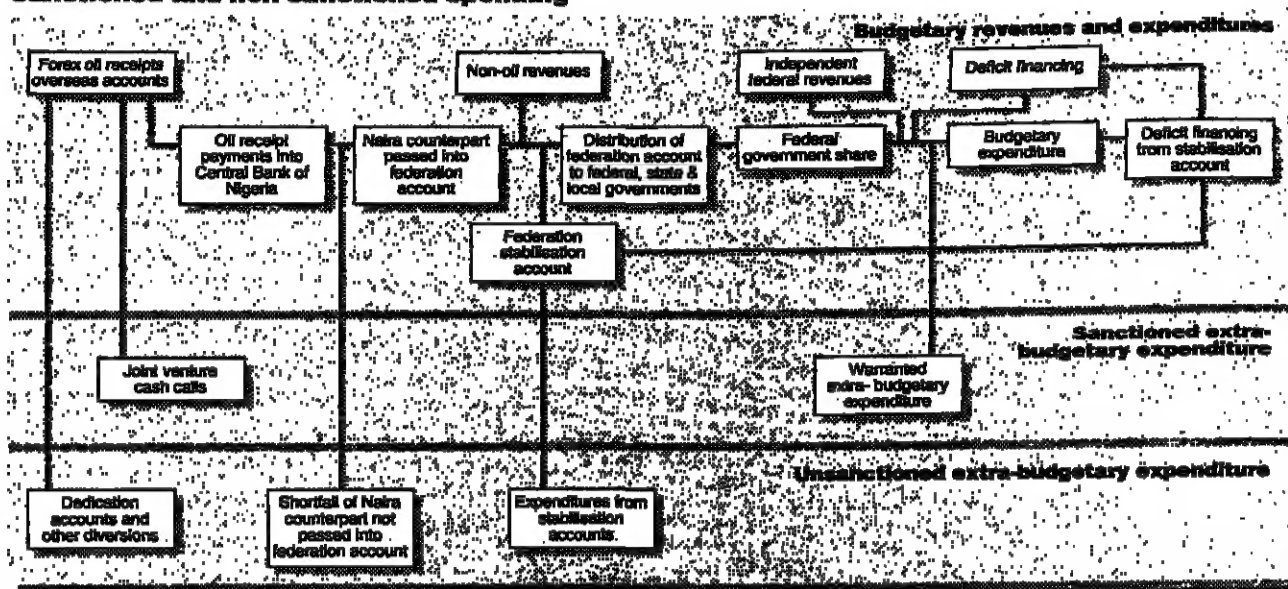 Budgetary revenues and expenditures
Forex oil receipts
overseas accounts
Non-oil revenues
Independent
federal revenues
Deficit financing
Oil receipt
payments into
Central Bank of
Nigeria
Naira counterpart
passed into
federation
account
Distribution of
federation account
to federal, state &
local governments
Federal
government share
Budgetary
expenditure
Deficit financing
from stabilisation
account
Federation
stabilisation
account
Sanctioned extra-
budgetary expenditure
Joint venture
cash calls
Warranted
extra- budgetary
expenditure
Unsanctioned extra-budgetary expenditure
Dedication
accounts and
other diversions
Shortfall of Naira
counterpart not
passed into
federation account
Expenditures from
stabilisation
accounts